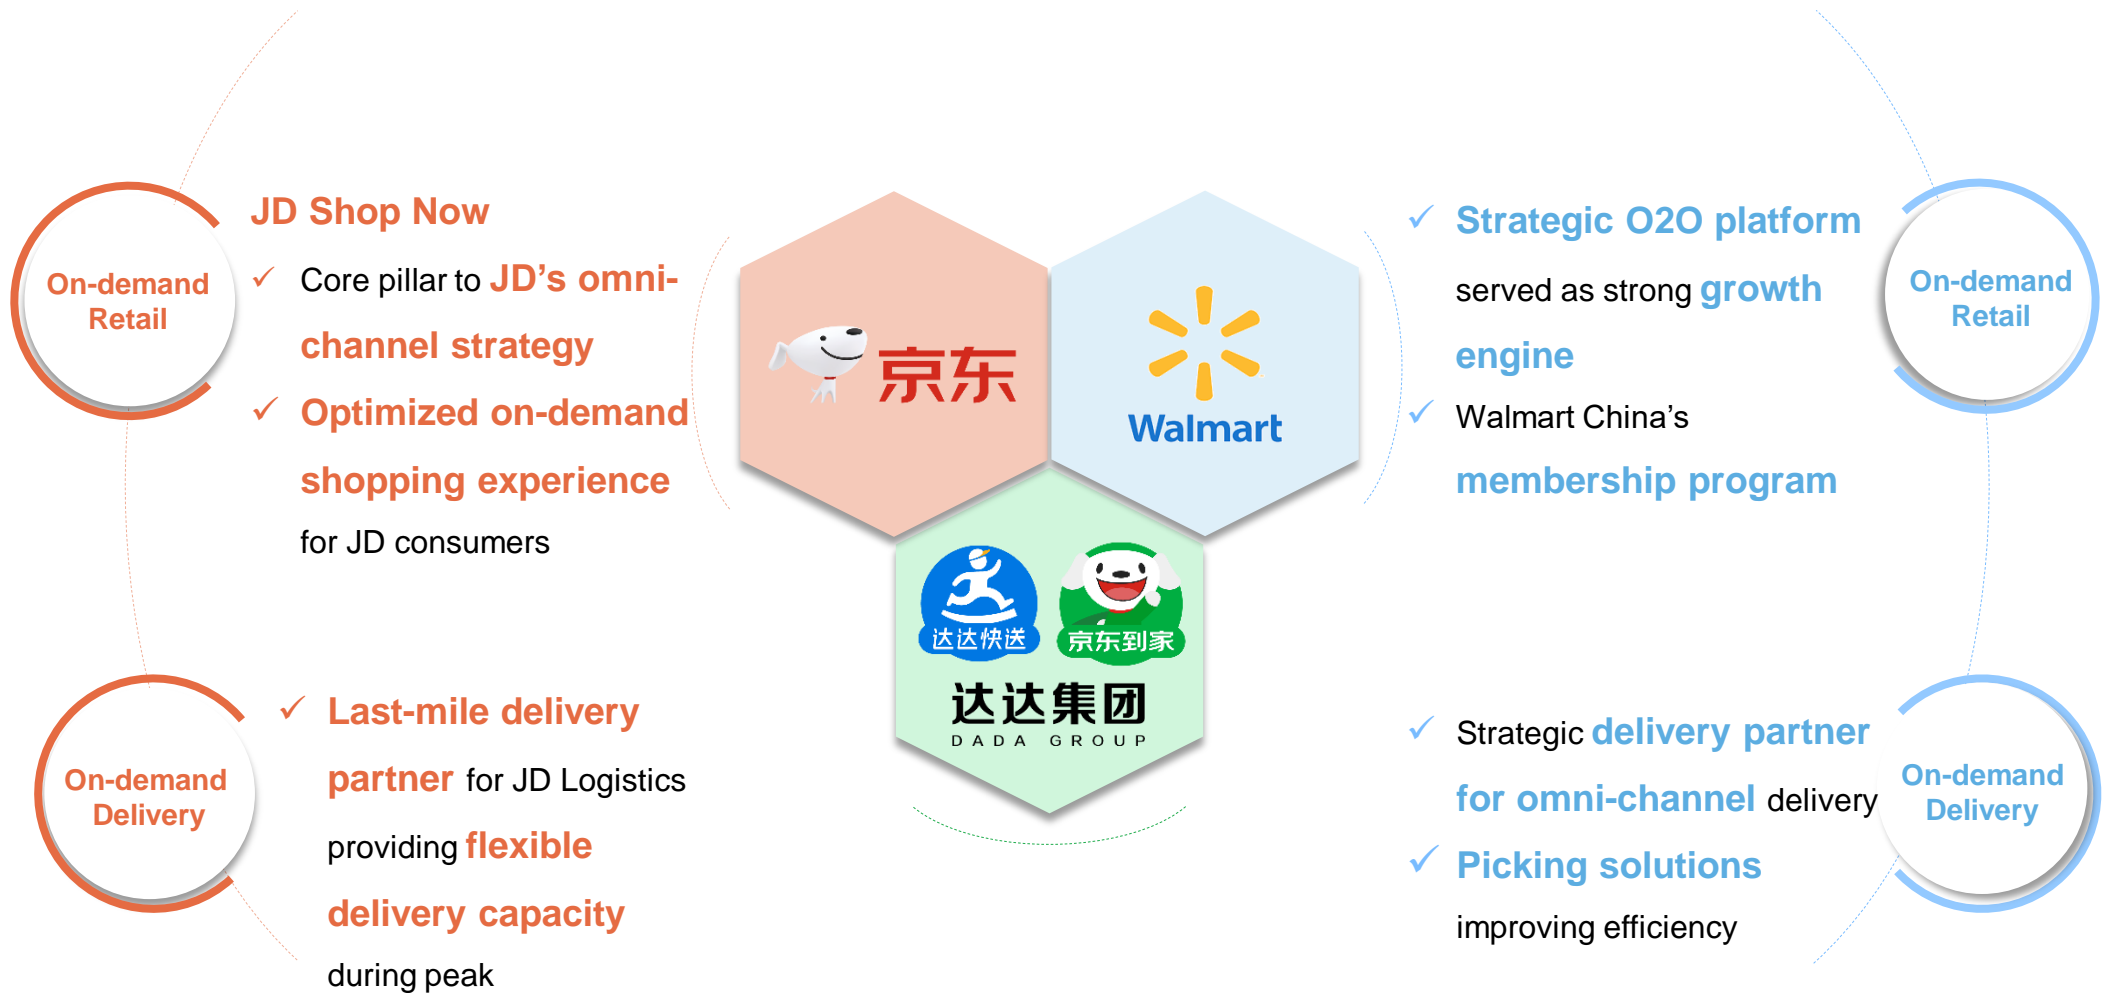 On-demand
Retail
JD Shop Now
✓ Core pillar to JD’s omni-
channel strategy
✓ Optimized on-demand
shopping experience
for JD consumers
On-demand
Delivery
✓ Last-mile delivery
partner for JD Logistics
providing flexible
delivery capacity
during peak
京东
Walmart
达达快送
京东到家
达达集团
DADA GROUP
✓ Strategic O2O platform
served as strong growth
engine
✓ Walmart China’s
membership program
On-demand
Retail
✓ Strategic delivery partner
for omni-channel delivery
✓ Picking solutions
improving efficiency
On-demand
Delivery